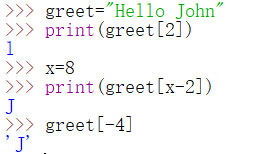 >>> greet="Hello John"
>>> print(greet[2])
l
>>> x=8
>>> print(greet[x-2])
J
>>> greet[-4]
'J'